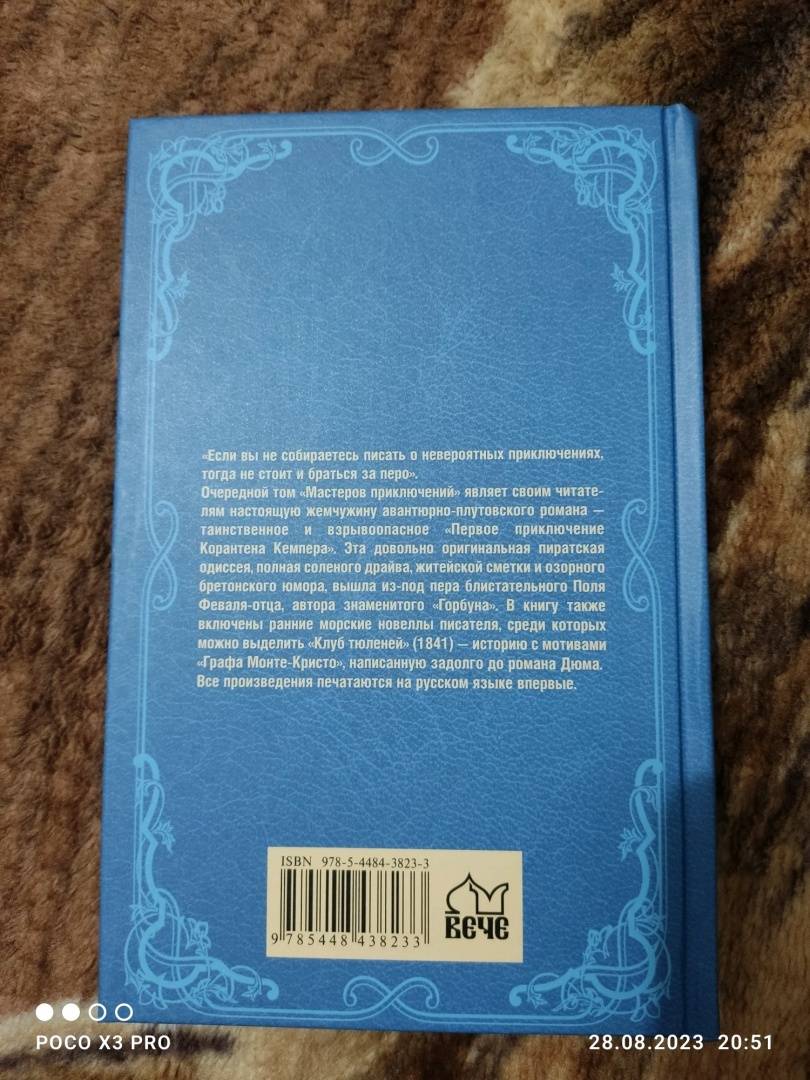 «Если вы не собираетесь писать о невероятных приключениях,
тогда не стоит и браться за перо».
Очередной том «Мастеров приключений» являет своим читате-
лям настоящую жемчужину авантюрно-плутовского романа —
таинственное и взрывоопасное «Первое приключение
Корантена Кемпера». Эта довольно оригинальная пиратская
одиссея, полная соленого драйва, житейской сметки и озорного
бретонского юмора, вышла из-под пера блистательного Поля
Феваля-отца, автора знаменитого «Горбуна». В книгу также
включены ранние морские новеллы писателя, среди которых
можно выделить «Клуб тюленей» (1841) — историю с мотивами
«Графа Монте-Кристо», написанную задолго до романа Дюма.
Все произведения печатаются на русском языке впервые.
ISBN 978-5-4484-3823-3
9 785448 438233
ВЕЧЕ
POCO X3 PRO
28.08.2023 20:51